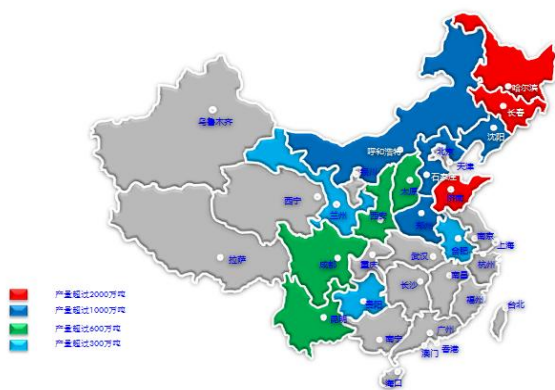 哈尔滨
长春
乌鲁木齐
沈阳
呼和浩特
北京
天津
银川
石家庄
太原
济南
西宁
兰州
西安
郑州
合肥
南京
上海
拉萨
成都
重庆
武汉
杭州
长沙
南昌
贵阳
福州
台北
昆明
南宁
广州
香港
澳门
海口
产量超过2000万吨
产量超过1000万吨
产量超过600万吨
产量超过300万吨